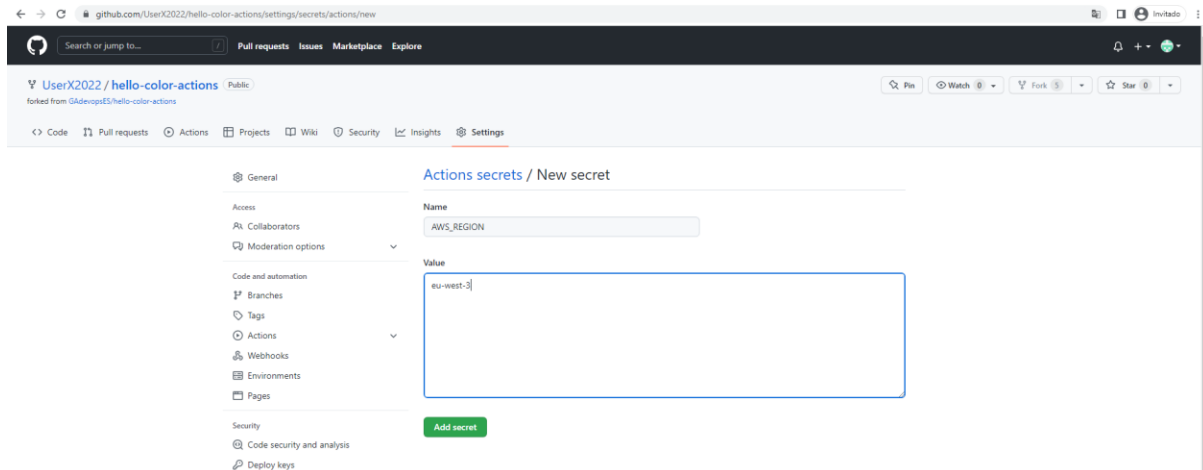 github.com/UserX2022/hello-color-actions/settings/secrets/actions/new
Invitado
Search or jump to... / Pull requests Issues Marketplace Explore
UserX2022 / hello-color-actions Public
Pin Watch 0 Fork 5 Star 0
forked from GAdevopsES/hello-color-actions
<> Code Pull requests Actions Projects Wiki Security Insights Settings
General
Access
Collaborators
Moderation options
Code and automation
Branches
Tags
Actions
Webhooks
Environments
Pages
Security
Code security and analysis
Deploy keys
Actions secrets / New secret
Name
AWS_REGION
Value
eu-west-3
Add secret